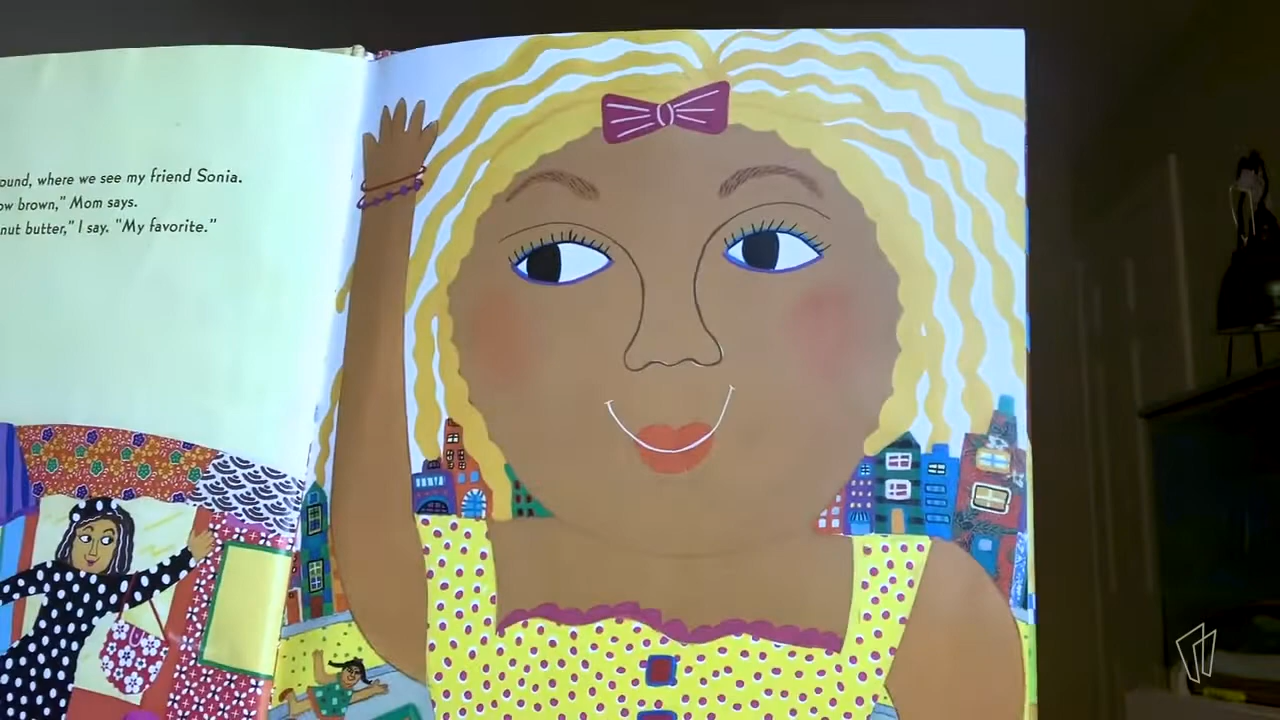 ound, where we see my friend Sonia.
ow brown," Mom says.
nut butter," I say. "My favorite."